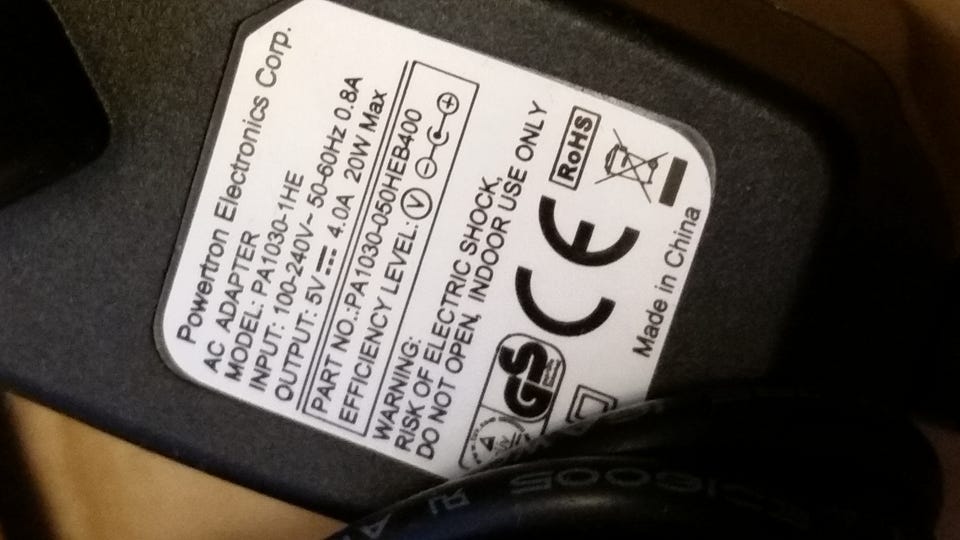 Powertron Electronics Corp.
AC ADAPTER
MODEL: PA1030-1HE
INPUT: 100-240V~ 50-60Hz 0.8A
OUTPUT: 5V⎓ 4.0A 20W Max
PART NO.:PA1030-050HEB400
EFFICIENCY LEVEL: V
WARNING:
RISK OF ELECTRIC SHOCK,
DO NOT OPEN, INDOOR USE ONLY
GS
CE
RoHS
Made in China